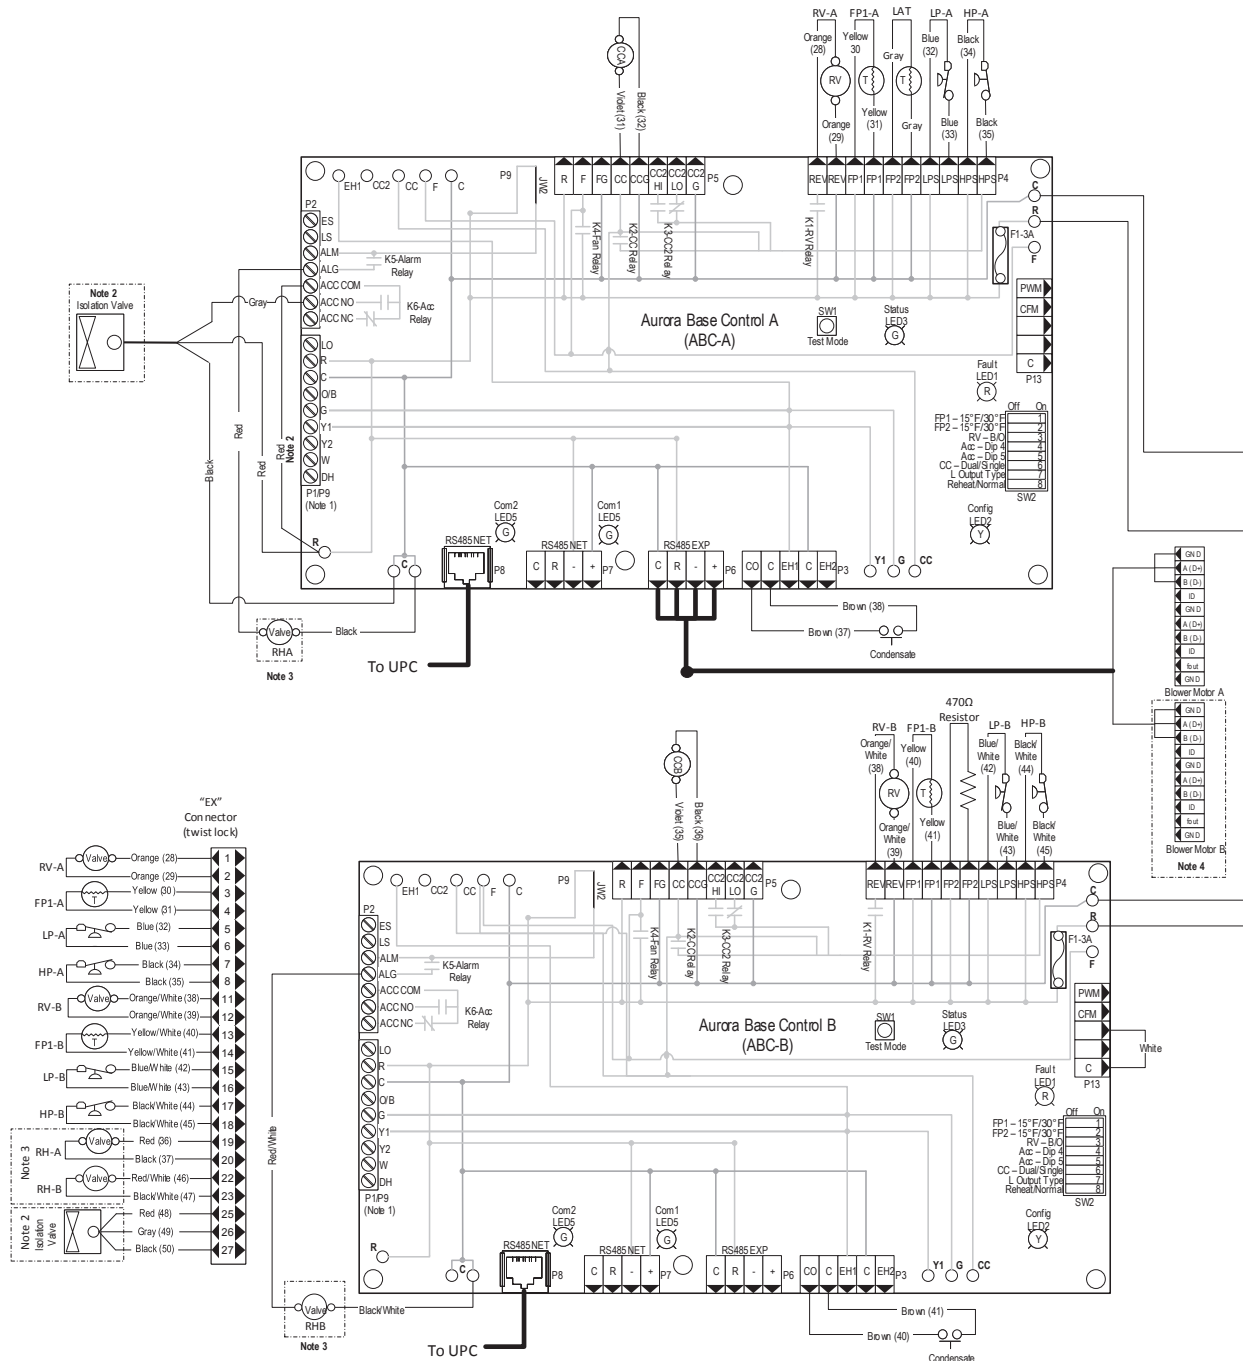 RV-A FP1-A LAT LP-A HP-A
Orange (28)
Yellow 30
Gray
Blue (32)
Black (34)
CCA
RV
T
T
Violet (31)
Black (32)
Orange (29)
Yellow (31)
Gray
Blue (33)
Black (35)
EH1 CC2 CC F C
P9
JW2
R F FG CC CCG CC2 HI CC2 LO CC2 G P5
REV REV FP1 FP1 FP2 FP2 LPS LPS HPS HPS P4
C
R
F1-3A
F
P2
ES
LS
ALM
ALG
ACC COM
ACC NO
ACC NC
K5-Alarm Relay
K6-Acc Relay
K4-Fan Relay
K2-CC Relay
K3-CC2 Relay
K1-RV Relay
Note 2
Isolation Valve
Gray
Aurora Base Control A
(ABC-A)
SW1
Test Mode
Status
LED3
G
PWM
CFM
C
P13
Fault
LED1
R
LO
R
C
O/B
G
Y1
Y2
W
DH
P1/P9
(Note 1)
Off On
FP1 – 15°F/30°F 1
FP2 – 15°F/30°F 2
RV – B/O 3
Acc – Dip 4 4
Acc – Dip 5 5
CC – Dual/Single 6
L Output Type 7
Reheat/Normal 8
SW2
Config
LED2
Y
Black
Red
Red
Red
Note 2
R
C
Com2
LED5
G
Com1
LED5
G
RS485 NET
P8
RS485 NET
C R - + P7
RS485 EXP
C R - + P6
CO C EH1 C EH2 P3
Y1 G CC
Brown (38)
Brown (37)
Condensate
Valve
RHA
Black
Note 3
To UPC
GND
A (D+)
B (D-)
ID
GND
A (D+)
B (D-)
ID
fout
GND
Blower Motor A
GND
A (D+)
B (D-)
ID
GND
A (D+)
B (D-)
ID
fout
GND
Blower Motor B
Note 4
470Ω
Resistor
RV-B FP1-B LP-B HP-B
Orange/White (38)
Yellow (40)
Blue/White (42)
Black/White (44)
CCB
RV
T
Violet (35)
Black (36)
Orange/White (39)
Yellow (41)
Blue/White (43)
Black/White (45)
EH1 CC2 CC F C
P9
JW2
R F FG CC CCG CC2 HI CC2 LO CC2 G P5
REV REV FP1 FP1 FP2 FP2 LPS LPS HPS HPS P4
C
R
F1-3A
F
P2
ES
LS
ALM
ALG
ACC COM
ACC NO
ACC NC
K5-Alarm Relay
K6-Acc Relay
K4-Fan Relay
K2-CC Relay
K3-CC2 Relay
K1-RV Relay
Aurora Base Control B
(ABC-B)
SW1
Test Mode
Status
LED3
G
PWM
CFM
C
P13
White
Fault
LED1
R
LO
R
C
O/B
G
Y1
Y2
W
DH
P1/P9
(Note 1)
Off On
FP1 – 15°F/30°F 1
FP2 – 15°F/30°F 2
RV – B/O 3
Acc – Dip 4 4
Acc – Dip 5 5
CC – Dual/Single 6
L Output Type 7
Reheat/Normal 8
SW2
Config
LED2
Y
Red/White
R
C
Com2
LED5
G
Com1
LED5
G
RS485 NET
P8
RS485 NET
C R - + P7
RS485 EXP
C R - + P6
CO C EH1 C EH2 P3
Y1 G CC
Brown (41)
Brown (40)
Condensate
Valve
RHB
Black/White
Note 3
To UPC
"EX"
Connector
(twist lock)
RV-A Valve Orange (28) 1
Orange (29) 2
FP1-A T Yellow (30) 3
Yellow (31) 4
LP-A Blue (32) 5
Blue (33) 6
HP-A Black (34) 7
Black (35) 8
RV-B Valve Orange/White (38) 11
Orange/White (39) 12
FP1-B T Yellow/White (40) 13
Yellow/White (41) 14
LP-B Blue/White (42) 15
Blue/White (43) 16
HP-B Black/White (44) 17
Black/White (45) 18
Note 3
RH-A Valve Red (36) 19
Black (37) 20
RH-B Valve Red/White (46) 22
Black/White (47) 23
Note 2
Isolation Valve
Red (48) 25
Gray (49) 26
Black (50) 27